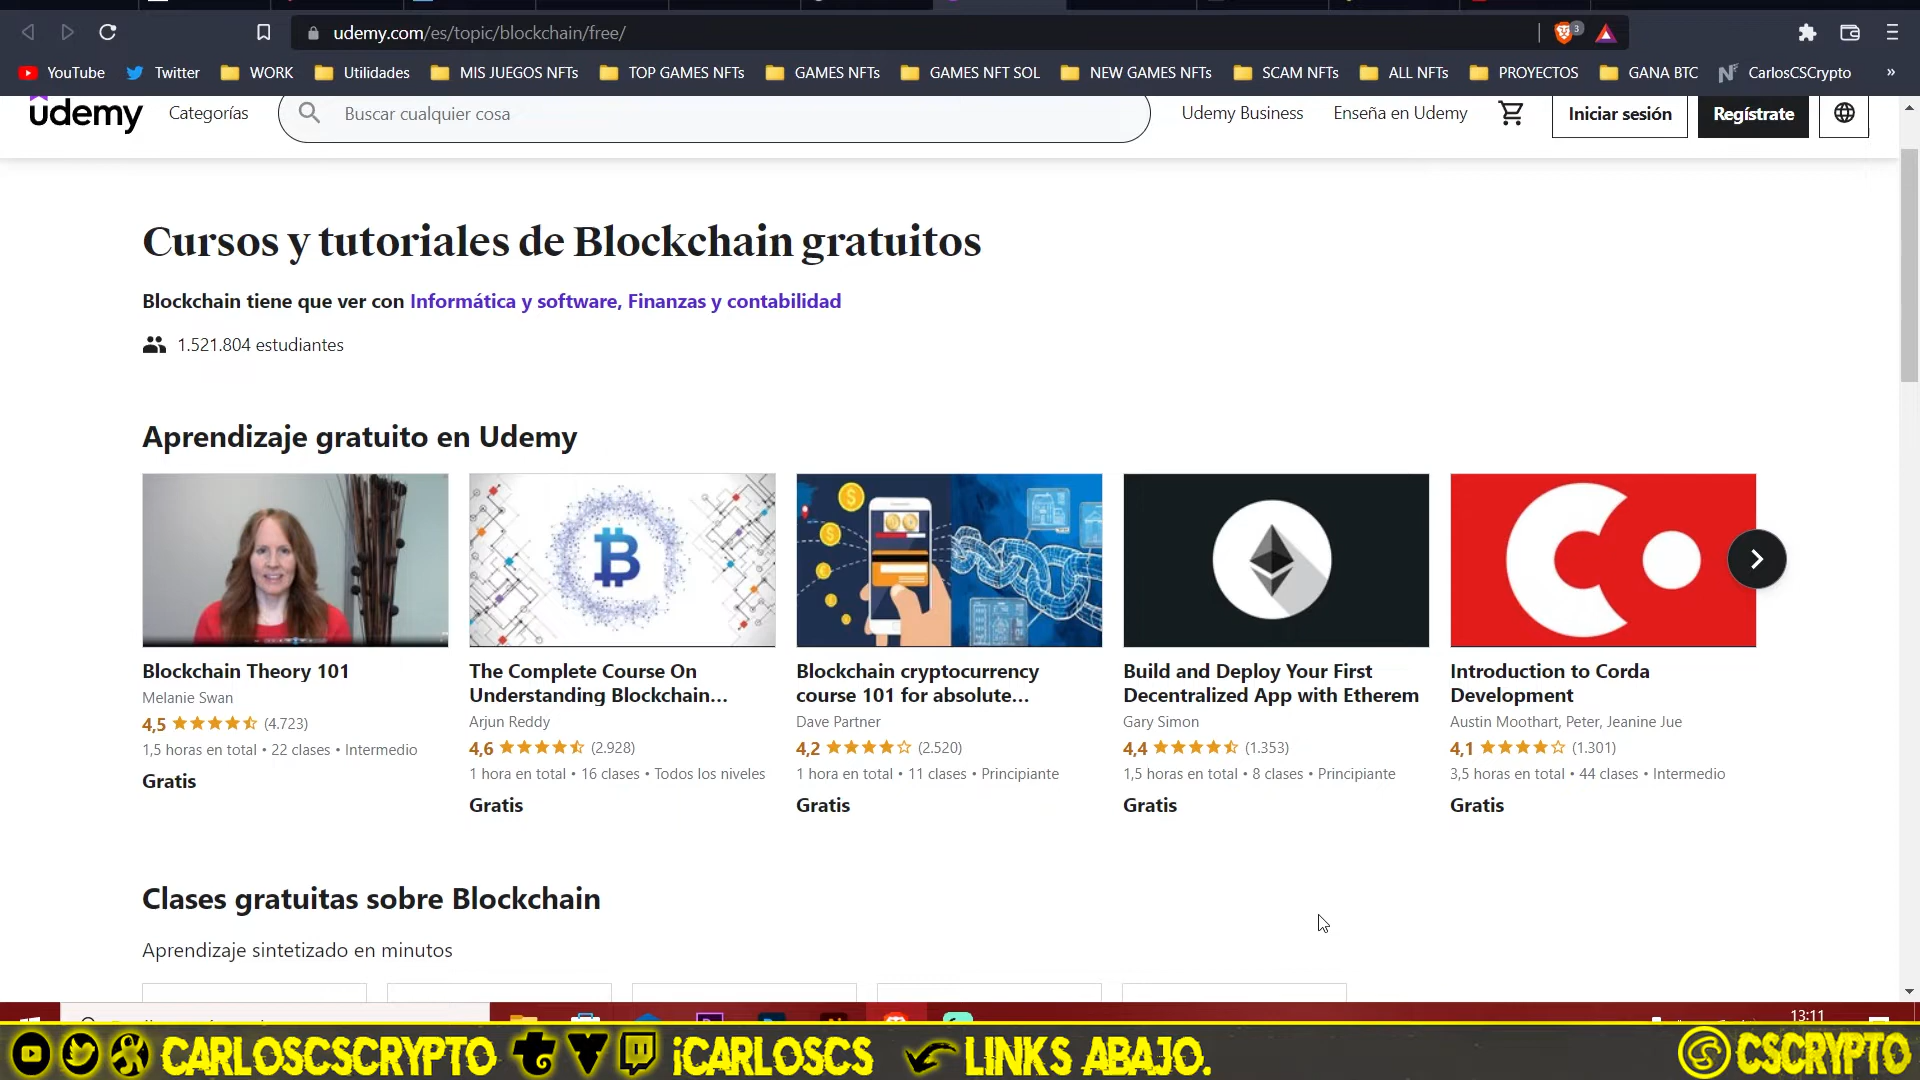 udemy.com/es/topic/blockchain/free/
3
YouTube Twitter WORK Utilidades MIS JUEGOS NFTs TOP GAMES NFTs GAMES NFTs GAMES NFT SOL NEW GAMES NFTs SCAM NFTs ALL NFTs PROYECTOS GANA BTC CarlosCSCrypto »
udemy Categorías Buscar cualquier cosa Udemy Business Enseña en Udemy Iniciar sesión Regístrate
Cursos y tutoriales de Blockchain gratuitos
Blockchain tiene que ver con Informática y software, Finanzas y contabilidad
1.521.804 estudiantes
Aprendizaje gratuito en Udemy
Blockchain Theory 101
Melanie Swan
4,5 (4.723)
1,5 horas en total • 22 clases • Intermedio
Gratis
The Complete Course On
Understanding Blockchain...
Arjun Reddy
4,6 (2.928)
1 hora en total • 16 clases • Todos los niveles
Gratis
Blockchain cryptocurrency
course 101 for absolute...
Dave Partner
4,2 (2.520)
1 hora en total • 11 clases • Principiante
Gratis
Build and Deploy Your First
Decentralized App with Etherem
Gary Simon
4,4 (1.353)
1,5 horas en total • 8 clases • Principiante
Gratis
Introduction to Corda
Development
Austin Moothart, Peter, Jeanine Jue
4,1 (1.301)
3,5 horas en total • 44 clases • Intermedio
Gratis
Clases gratuitas sobre Blockchain
Aprendizaje sintetizado en minutos
13:11
CARLOSCSCRYPTO iCARLOSCS LINKS ABAJO. CSCRYPTO